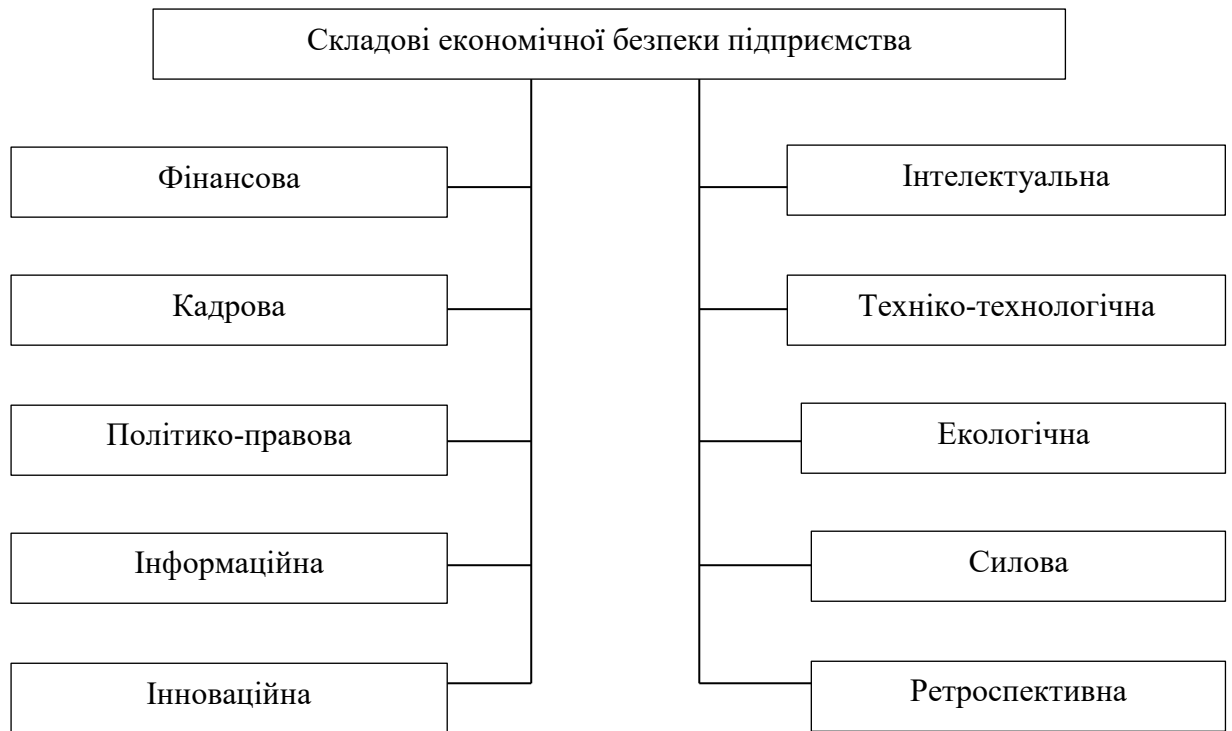 Складові економічної безпеки підприємства
Фінансова
Інтелектуальна
Кадрова
Техніко-технологічна
Політико-правова
Екологічна
Інформаційна
Силова
Інноваційна
Ретроспективна